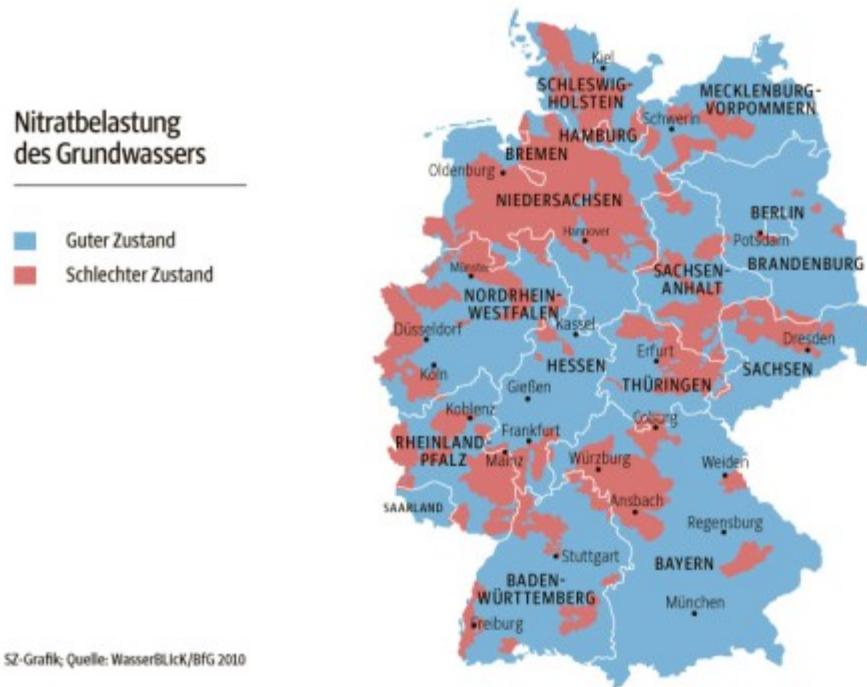 Nitratbelastung
des Grundwassers
Guter Zustand
Schlechter Zustand
Kiel
SCHLESWIG-
HOLSTEIN
MECKLENBURG-
VORPOMMERN
Schwerin
HAMBURG
BREMEN
Oldenburg
NIEDERSACHSEN
Hannover
BERLIN
Potsdam
BRANDENBURG
SACHSEN-
ANHALT
Münster
NORDRHEIN-
WESTFALEN
Düsseldorf
Kassel
Köln
HESSEN
Erfurt
THÜRINGEN
Dresden
SACHSEN
Gießen
Koblenz
Coburg
Frankfurt
RHEINLAND-
PFALZ
Mainz
Würzburg
Weiden
SAARLAND
Ansbach
Regensburg
Stuttgart
BAYERN
BADEN-
WÜRTTEMBERG
München
Freiburg
SZ-Grafik; Quelle: WasserBLIcK/BfG 2010